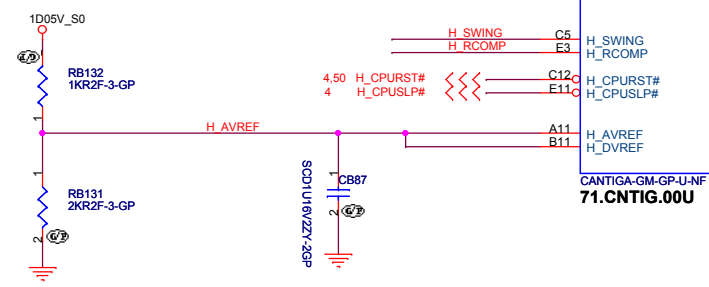 1D05V_S0
RB132
1KR2F-3-GP
1
H_AVREF
1
RB131
2KR2F-3-GP
2
G/P
SCD1U16V2ZY-2GP
1
CB87
2
G/P
H_SWING
H_RCOMP
4,50 H_CPURST#
4 H_CPUSLP#
C5 H_SWING
E3 H_RCOMP
C12 H_CPURST#
E11 H_CPUSLP#
A11 H_AVREF
B11 H_DVREF
CANTIGA-GM-GP-U-NF
71.CNTIG.00U